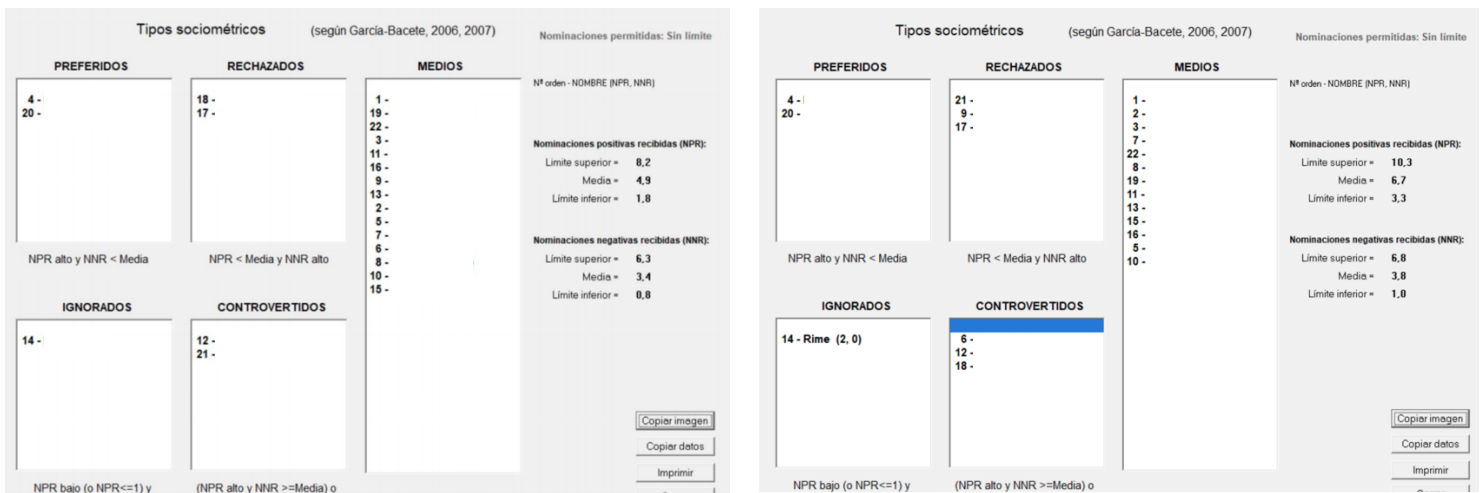 Tipos sociométricos (según García-Bacete, 2006, 2007) Nominaciones permitidas: Sin límite
PREFERIDOS RECHAZADOS MEDIOS
Nº orden - NOMBRE (NPR, NNR)
4 -
20 -
18 -
17 -
1 -
19 -
22 -
3 -
11 -
16 -
9 -
13 -
2 -
5 -
7 -
6 -
8 -
10 -
15 -
Nominaciones positivas recibidas (NPR):
Límite superior = 8,2
Media = 4,9
Límite inferior = 1,8
Nominaciones negativas recibidas (NNR):
Límite superior = 6,3
Media = 3,4
Límite inferior = 0,8
NPR alto y NNR < Media NPR < Media y NNR alto
IGNORADOS CONTROVERTIDOS
14 -
12 -
21 -
Copiar imagen
Copiar datos
Imprimir
NPR bajo (o NPR<=1) y (NPR alto y NNR >=Media) o
Tipos sociométricos (según García-Bacete, 2006, 2007) Nominaciones permitidas: Sin límite
PREFERIDOS RECHAZADOS MEDIOS
Nº orden - NOMBRE (NPR, NNR)
4 -
20 -
21 -
9 -
17 -
1 -
2 -
3 -
7 -
22 -
8 -
19 -
11 -
13 -
15 -
16 -
5 -
10 -
Nominaciones positivas recibidas (NPR):
Límite superior = 10,3
Media = 6,7
Límite inferior = 3,3
Nominaciones negativas recibidas (NNR):
Límite superior = 6,8
Media = 3,8
Límite inferior = 1,0
NPR alto y NNR < Media NPR < Media y NNR alto
IGNORADOS CONTROVERTIDOS
14 - Rime (2, 0)
6 -
12 -
18 -
Copiar imagen
Copiar datos
Imprimir
NPR bajo (o NPR<=1) y (NPR alto y NNR >=Media) o